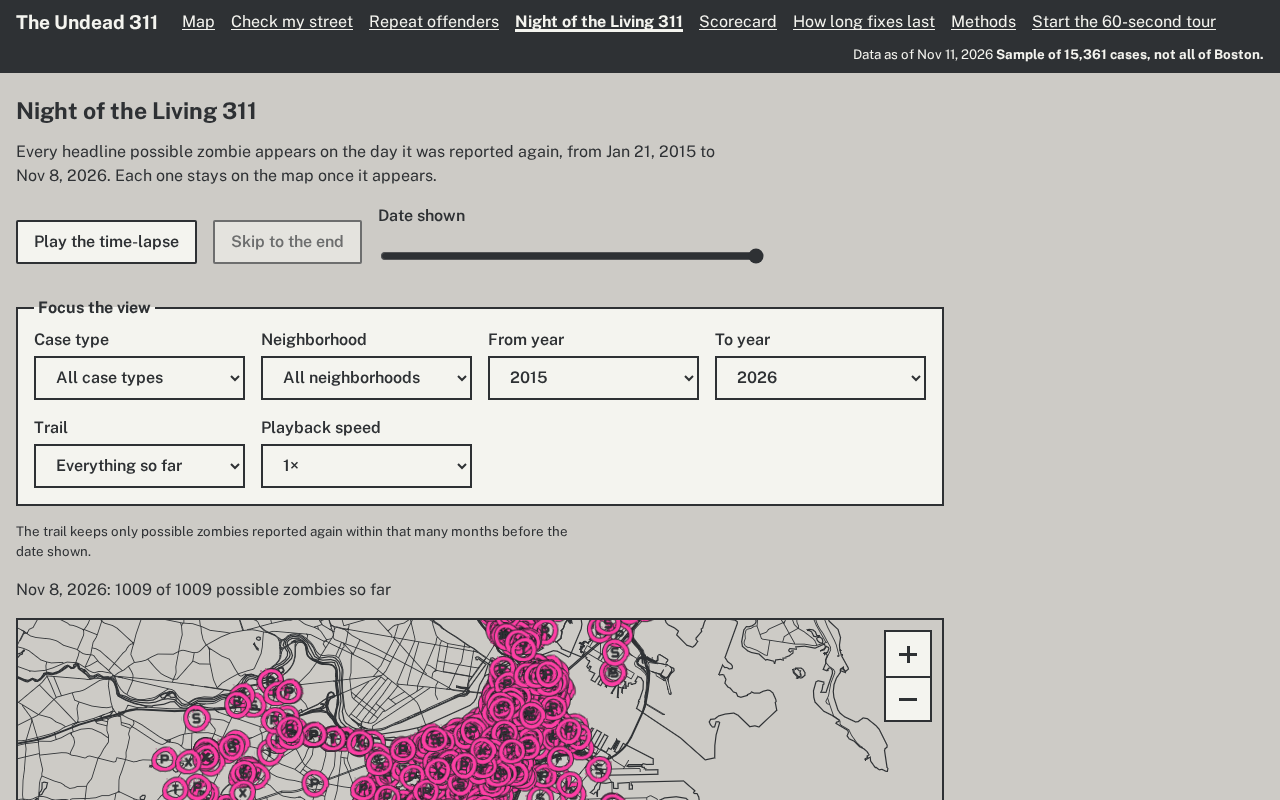 The Undead 311 Map Check my street Repeat offenders Night of the Living 311 Scorecard How long fixes last Methods Start the 60-second tour
Data as of Nov 11, 2026 Sample of 15,361 cases, not all of Boston.
Night of the Living 311
Every headline possible zombie appears on the day it was reported again, from Jan 21, 2015 to
Nov 8, 2026. Each one stays on the map once it appears.
Date shown
Play the time-lapse Skip to the end
Focus the view
Case type Neighborhood From year To year
All case types All neighborhoods 2015 2026
Trail Playback speed
Everything so far 1×
The trail keeps only possible zombies reported again within that many months before the
date shown.
Nov 8, 2026: 1009 of 1009 possible zombies so far
+
−